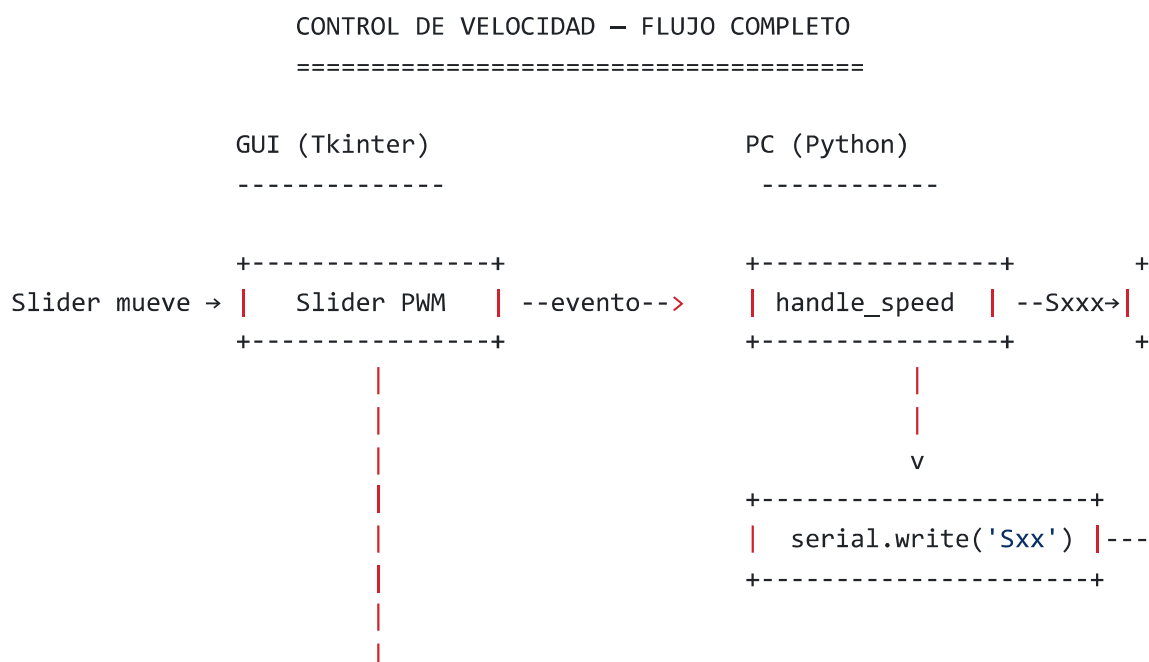 CONTROL DE VELOCIDAD — FLUJO COMPLETO
======================================
GUI (Tkinter) PC (Python)
-------------- ------------
+----------------+ +----------------+ +
Slider mueve → | Slider PWM | --evento--> | handle_speed | --Sxxx→|
+----------------+ +----------------+ +
| |
| |
| v
| +----------------------+
| | serial.write('Sxx') |---
| +----------------------+
|
|